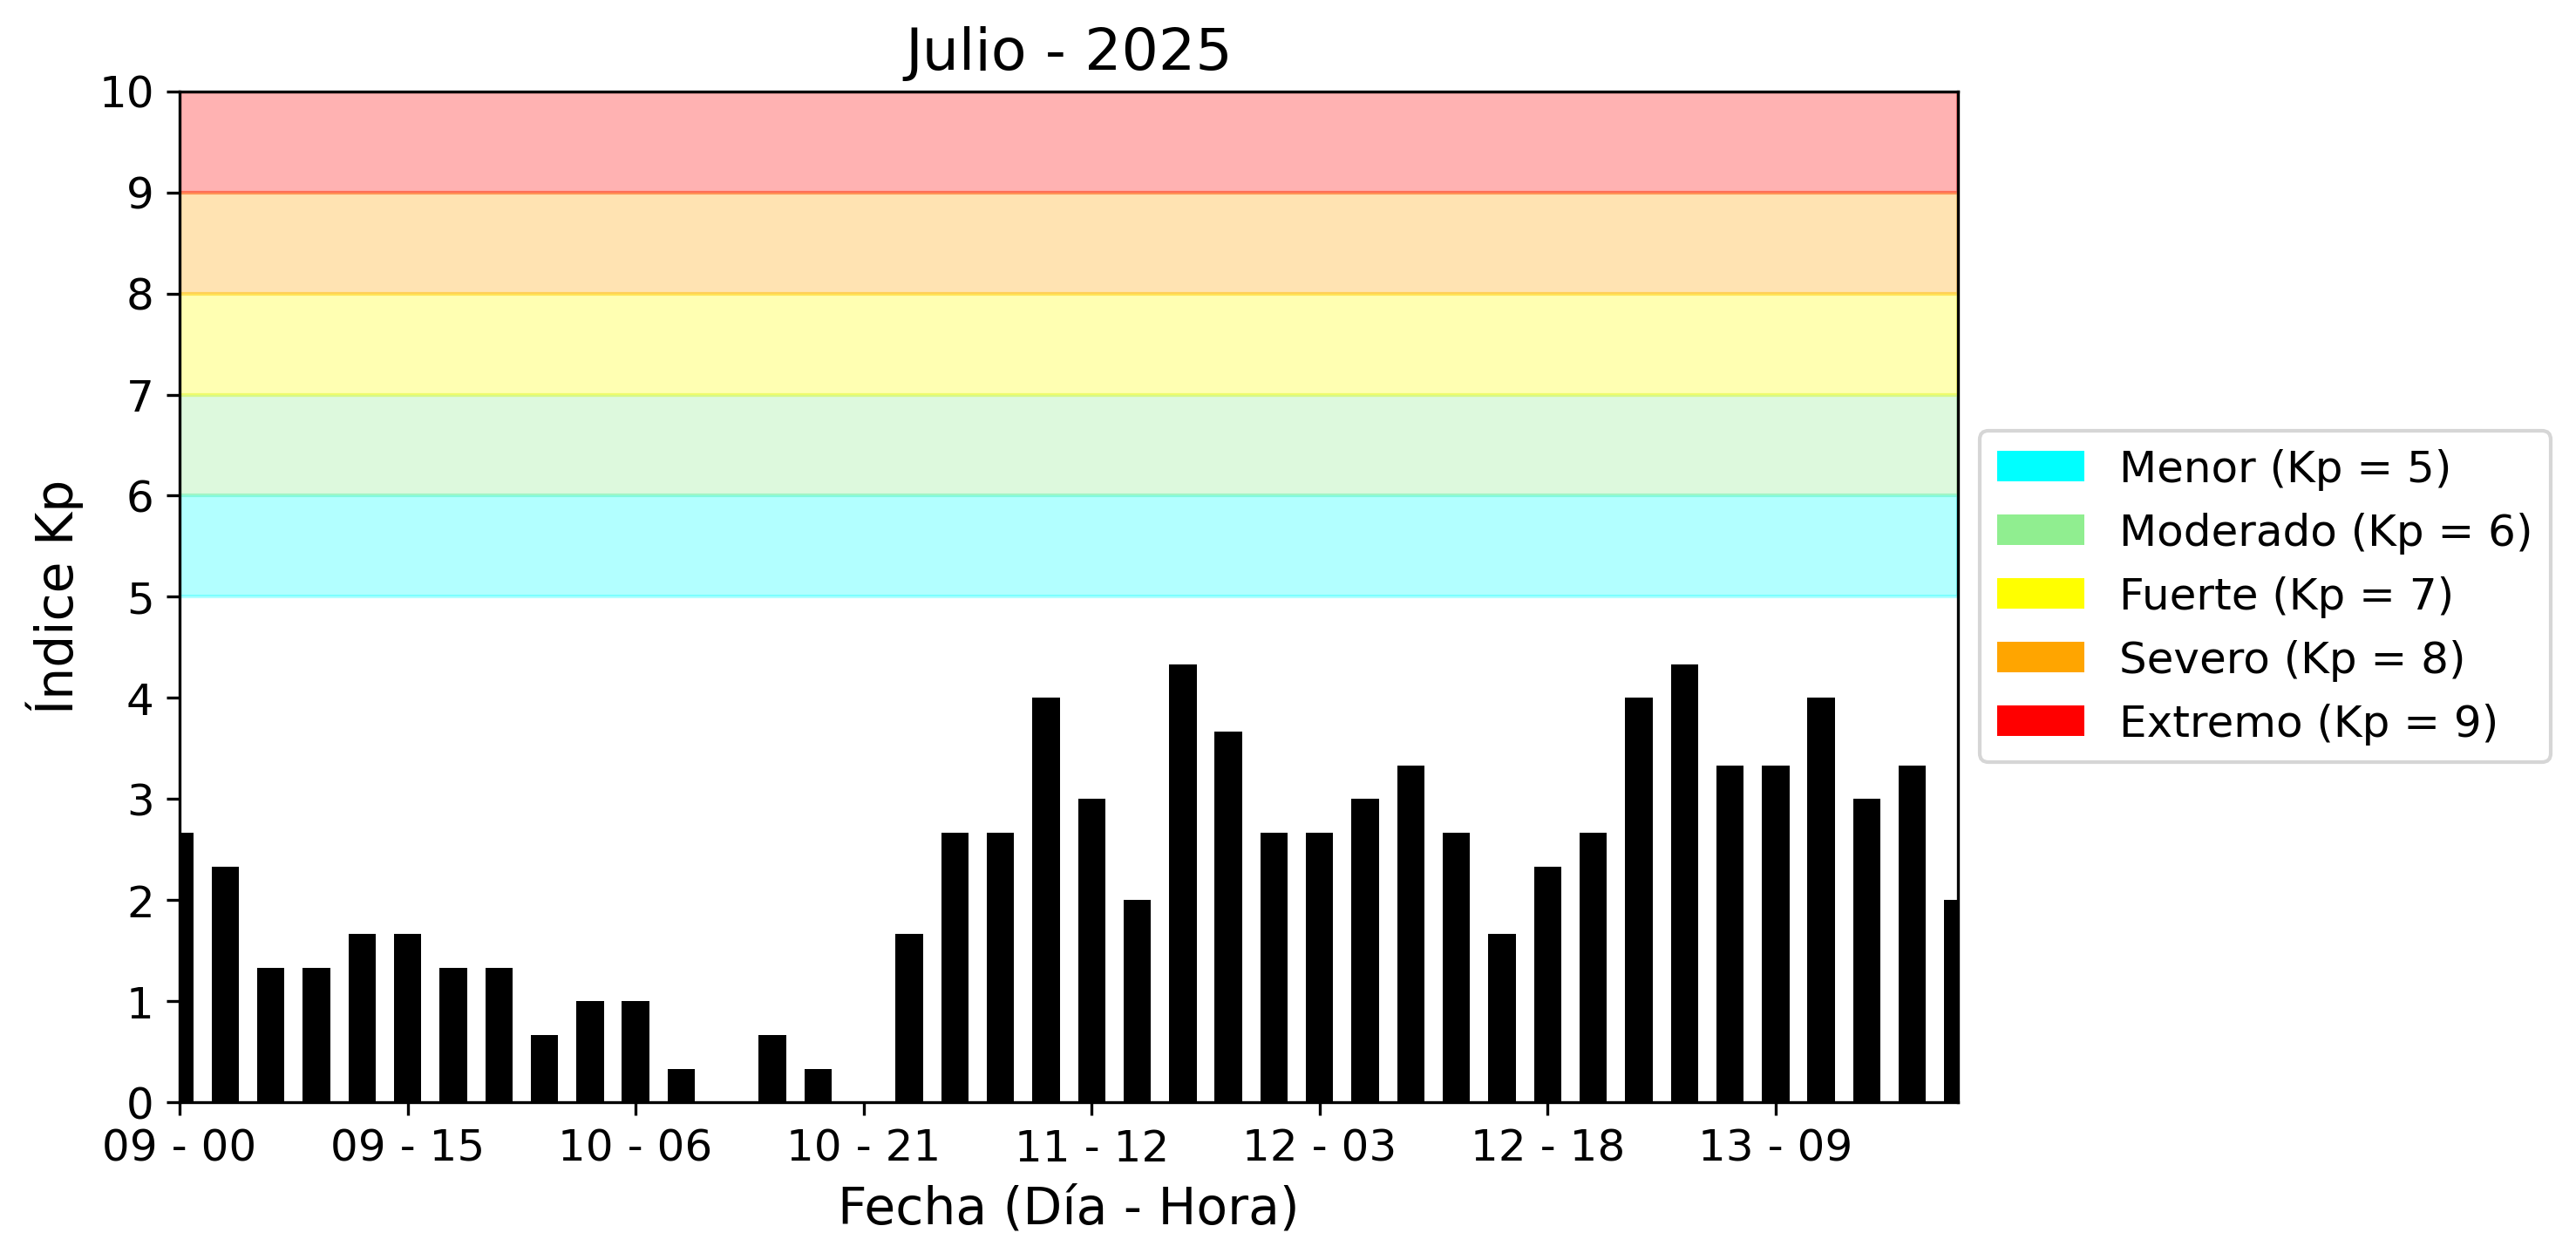 Julio - 2025
10
9
8
7
6
5
4
3
2
1
0
Índice Kp
09 - 00
09 - 15
10 - 06
10 - 21
11 - 12
12 - 03
12 - 18
13 - 09
Fecha (Día - Hora)
Menor (Kp = 5)
Moderado (Kp = 6)
Fuerte (Kp = 7)
Severo (Kp = 8)
Extremo (Kp = 9)